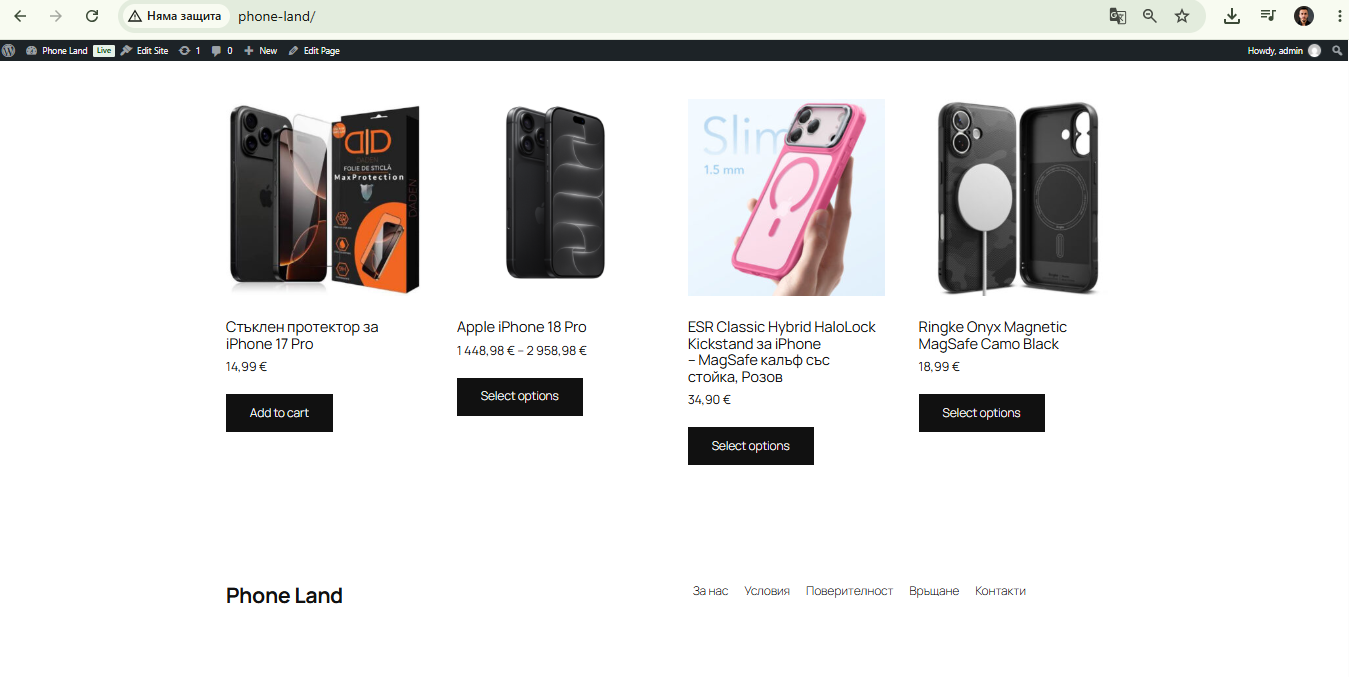 Няма защита
phone-land/
Phone Land
Live
Edit Site
1
0
New
Edit Page
Howdy, admin
DADEN
FOLIE DE STICLĂ
MaxProtection
DADEN
Slim
1.5 mm
Стъклен протектор за
iPhone 17 Pro
14,99 €
Add to cart
Apple iPhone 18 Pro
1 448,98 € – 2 958,98 €
Select options
ESR Classic Hybrid HaloLock
Kickstand за iPhone
– MagSafe калъф със
стойка, Розов
34,90 €
Select options
Ringke Onyx Magnetic
MagSafe Camo Black
18,99 €
Select options
Phone Land
За нас
Условия
Поверителност
Връщане
Контакти